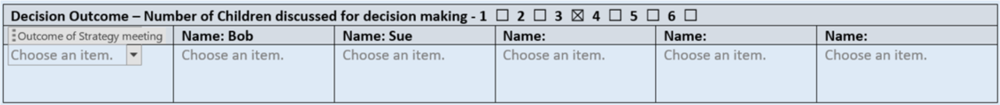 Decision Outcome – Number of Children discussed for decision making - 1 ☐ 2 ☐ 3 ☒ 4 ☐ 5 ☐ 6 ☐
Outcome of Strategy meeting Name: Bob Name: Sue Name: Name: Name:
Choose an item. Choose an item. Choose an item. Choose an item. Choose an item. Choose an item.